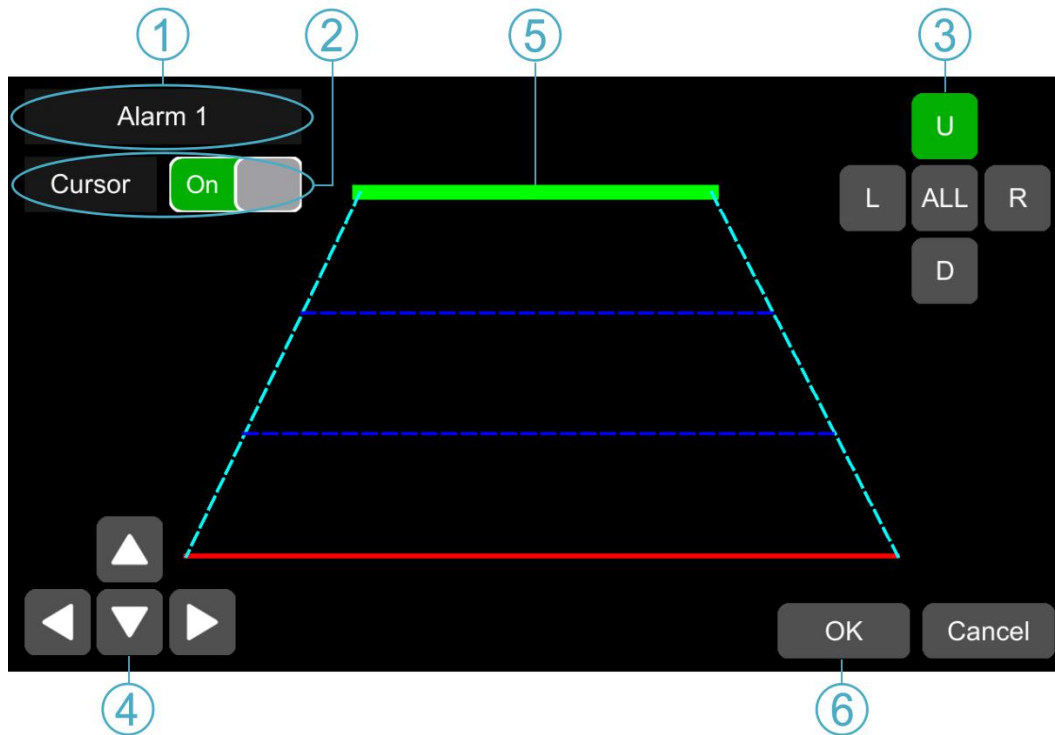 ① ② ⑤ ③
Alarm 1
U
Cursor On
L ALL R
D
OK Cancel
④ ⑥